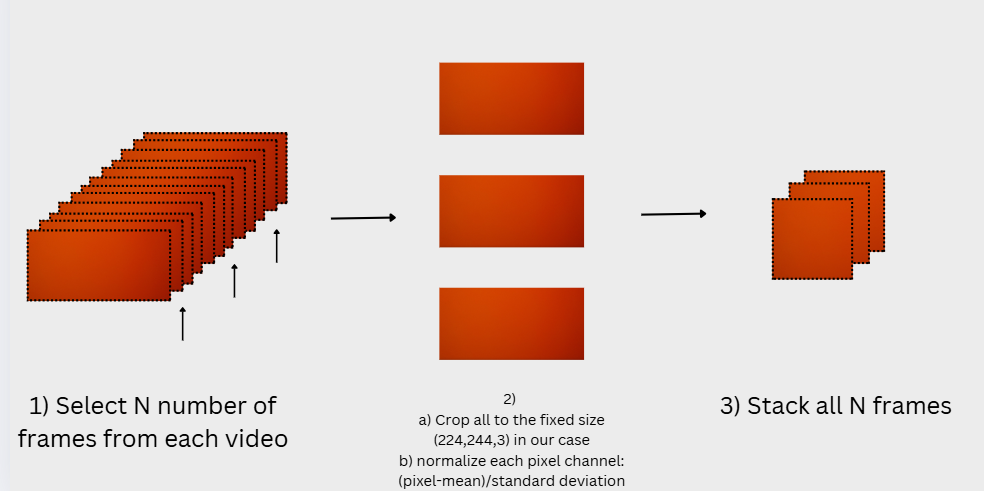 1) Select N number of
frames from each video
2)
a) Crop all to the fixed size
(224,244,3) in our case
b) normalize each pixel channel:
(pixel-mean)/standard deviation
3) Stack all N frames